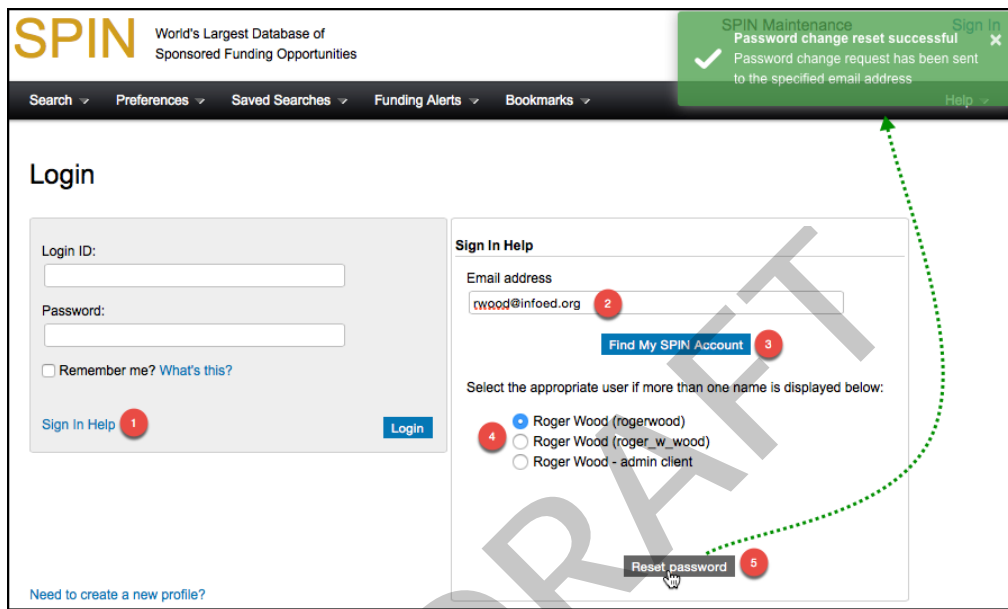 SPIN
World's Largest Database of
Sponsored Funding Opportunities
SPIN Maintenance
Sign In
Password change reset successful
Password change request has been sent
to the specified email address
Search
Preferences
Saved Searches
Funding Alerts
Bookmarks
Help
Login
Login ID:
Password:
Remember me? What's this?
Sign In Help 1
Login
Need to create a new profile?
Sign In Help
Email address
rwood@infoed.org 2
Find My SPIN Account 3
Select the appropriate user if more than one name is displayed below:
4
Roger Wood (rogerwood)
Roger Wood (roger_w_wood)
Roger Wood - admin client
Reset password 5
DRAFT